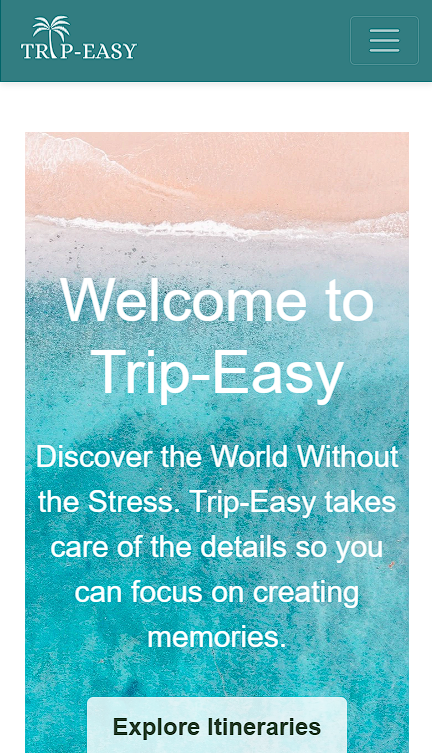 TRIP-EASY
Welcome to
Trip-Easy
Discover the World Without
the Stress. Trip-Easy takes
care of the details so you
can focus on creating
memories.
Explore Itineraries